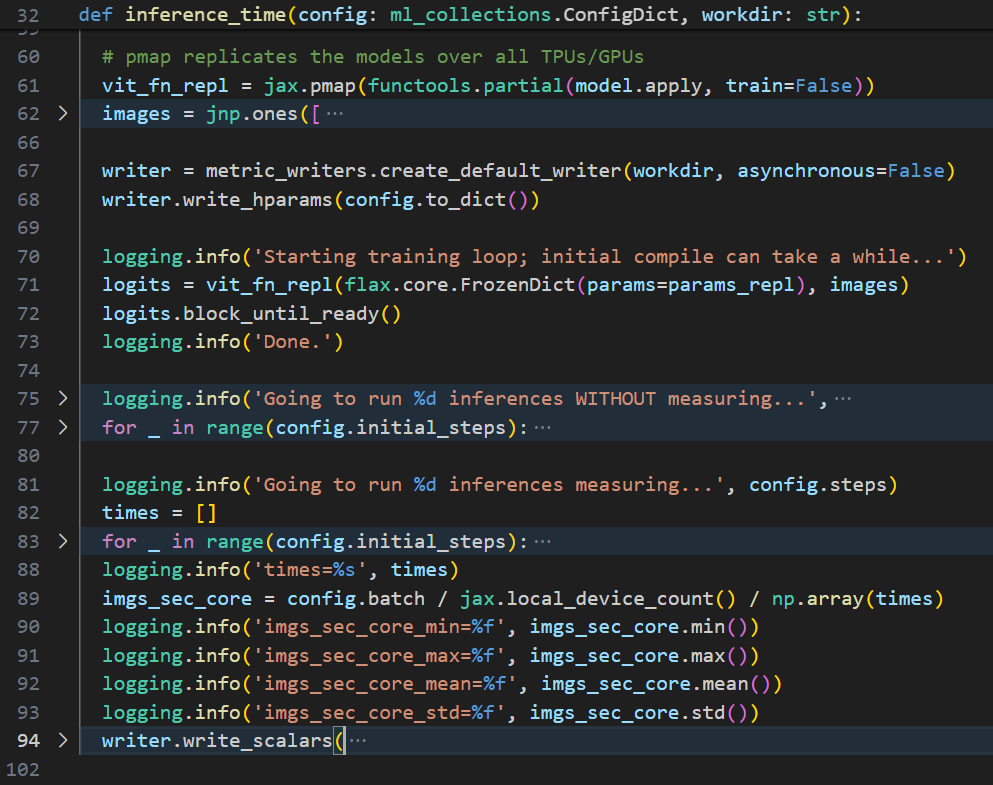 32 def inference_time(config: ml_collections.ConfigDict, workdir: str):
60 # pmap replicates the models over all TPUs/GPUs
61 vit_fn_repl = jax.pmap(functools.partial(model.apply, train=False))
62 > images = jnp.ones([ ···
66
67 writer = metric_writers.create_default_writer(workdir, asynchronous=False)
68 writer.write_hparams(config.to_dict())
69
70 logging.info('Starting training loop; initial compile can take a while...')
71 logits = vit_fn_repl(flax.core.FrozenDict(params=params_repl), images)
72 logits.block_until_ready()
73 logging.info('Done.')
74
75 > logging.info('Going to run %d inferences WITHOUT measuring...', ···
77 > for _ in range(config.initial_steps): ···
80
81 logging.info('Going to run %d inferences measuring...', config.steps)
82 times = []
83 > for _ in range(config.initial_steps): ···
88 logging.info('times=%s', times)
89 imgs_sec_core = config.batch / jax.local_device_count() / np.array(times)
90 logging.info('imgs_sec_core_min=%f', imgs_sec_core.min())
91 logging.info('imgs_sec_core_max=%f', imgs_sec_core.max())
92 logging.info('imgs_sec_core_mean=%f', imgs_sec_core.mean())
93 logging.info('imgs_sec_core_std=%f', imgs_sec_core.std())
94 > writer.write_scalars( ···
102